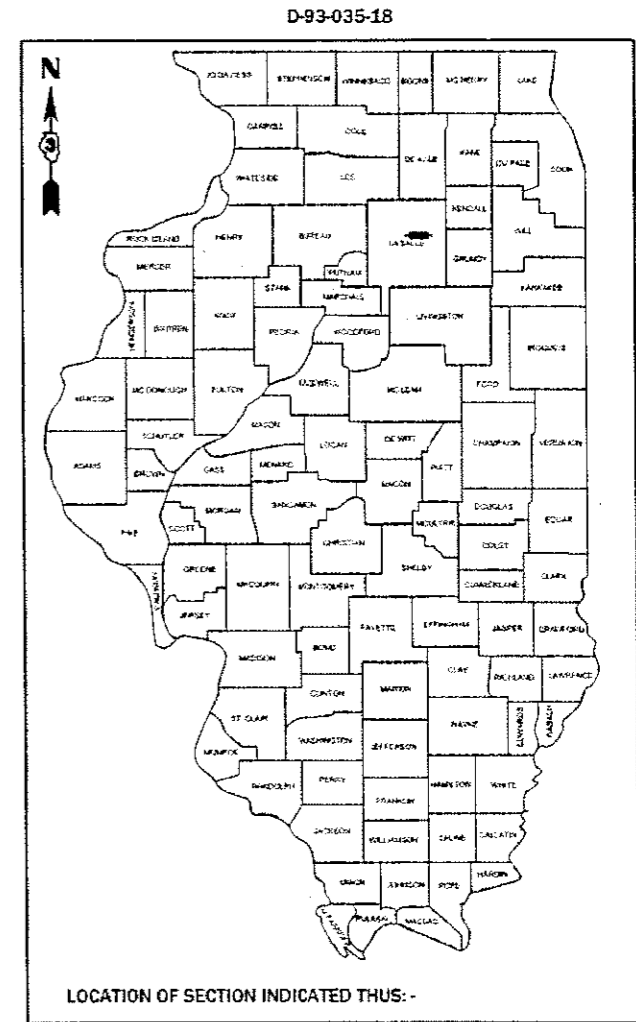 D-93-035-18
N
3
JO DAVIESS STEPHENSON WINNEBAGO BOONE MCHENRY LAKE
CARROLL OGLE DE KALB KANE DU PAGE COOK
WHITESIDE LEE
KENDALL WILL
ROCK ISLAND HENRY BUREAU LASALLE GRUNDY
MERCER PUTNAM KANKAKEE
STARK MARSHALL LIVINGSTON
HENDERSON WARREN KNOX PEORIA WOODFORD IROQUOIS
HANCOCK MC DONOUGH FULTON TAZEWELL MC LEAN FORD
MASON
SCHUYLER LOGAN DEWITT CHAMPAIGN VERMILION
ADAMS BROWN CASS MENARD MACON PIATT
MORGAN SANGAMON DOUGLAS EDGAR
PIKE SCOTT CHRISTIAN MOULTRIE COLES
GREENE MACOUPIN MONTGOMERY SHELBY CUMBERLAND CLARK
CALHOUN JERSEY
FAYETTE EFFINGHAM JASPER CRAWFORD
MADISON BOND CLAY RICHLAND LAWRENCE
CLINTON MARION
ST CLAIR WAYNE EDWARDS WABASH
MONROE WASHINGTON JEFFERSON
RANDOLPH PERRY HAMILTON WHITE
FRANKLIN
JACKSON WILLIAMSON SALINE GALLATIN
UNION JOHNSON POPE HARDIN
ALEXANDER PULASKI MASSAC
LOCATION OF SECTION INDICATED THUS: -